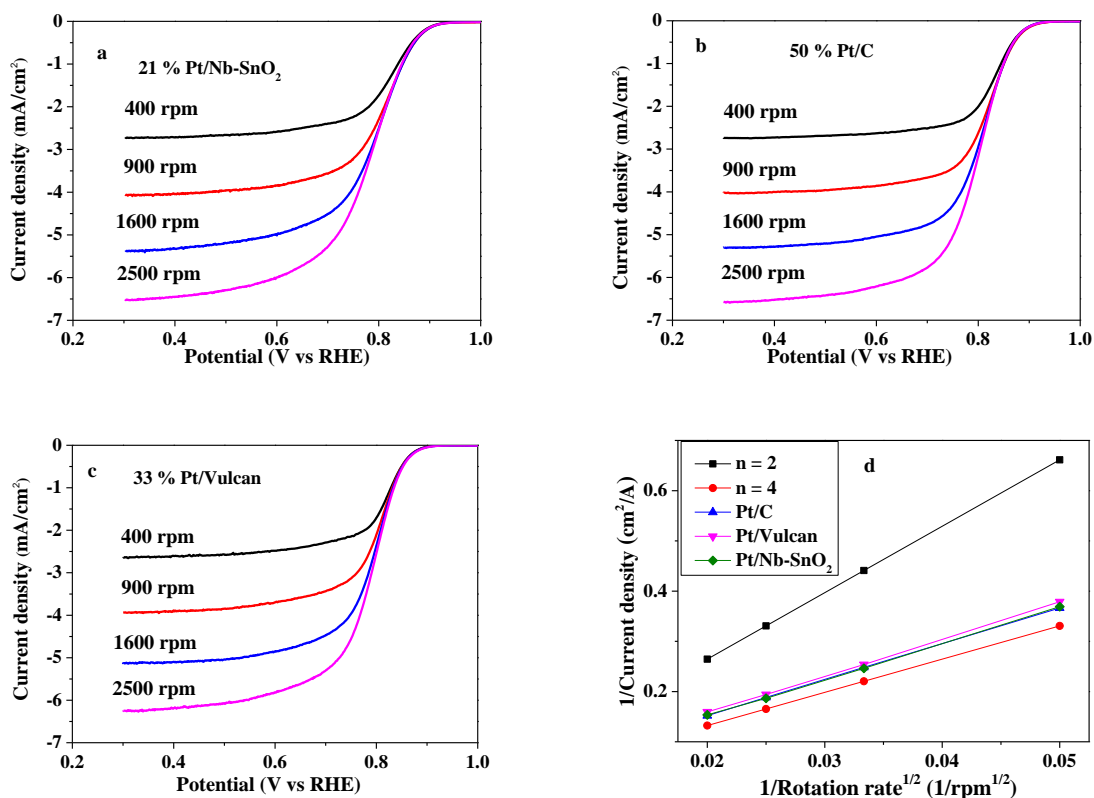 a
21 % Pt/Nb-SnO₂
400 rpm
900 rpm
1600 rpm
2500 rpm
0
-1
-2
-3
-4
-5
-6
-7
0.2 0.4 0.6 0.8 1.0
Current density (mA/cm²)
Potential (V vs RHE)
b
50 % Pt/C
400 rpm
900 rpm
1600 rpm
2500 rpm
0
-1
-2
-3
-4
-5
-6
-7
0.2 0.4 0.6 0.8 1.0
Current density (mA/cm²)
Potential (V vs RHE)
c
33 % Pt/Vulcan
400 rpm
900 rpm
1600 rpm
2500 rpm
0
-1
-2
-3
-4
-5
-6
-7
0.2 0.4 0.6 0.8 1.0
Current density (mA/cm²)
Potential (V vs RHE)
d
n = 2
n = 4
Pt/C
Pt/Vulcan
Pt/Nb-SnO₂
0.6
0.4
0.2
0.02 0.03 0.04 0.05
1/Current density (cm²/A)
1/Rotation rate¹ᐟ² (1/rpm¹ᐟ²)